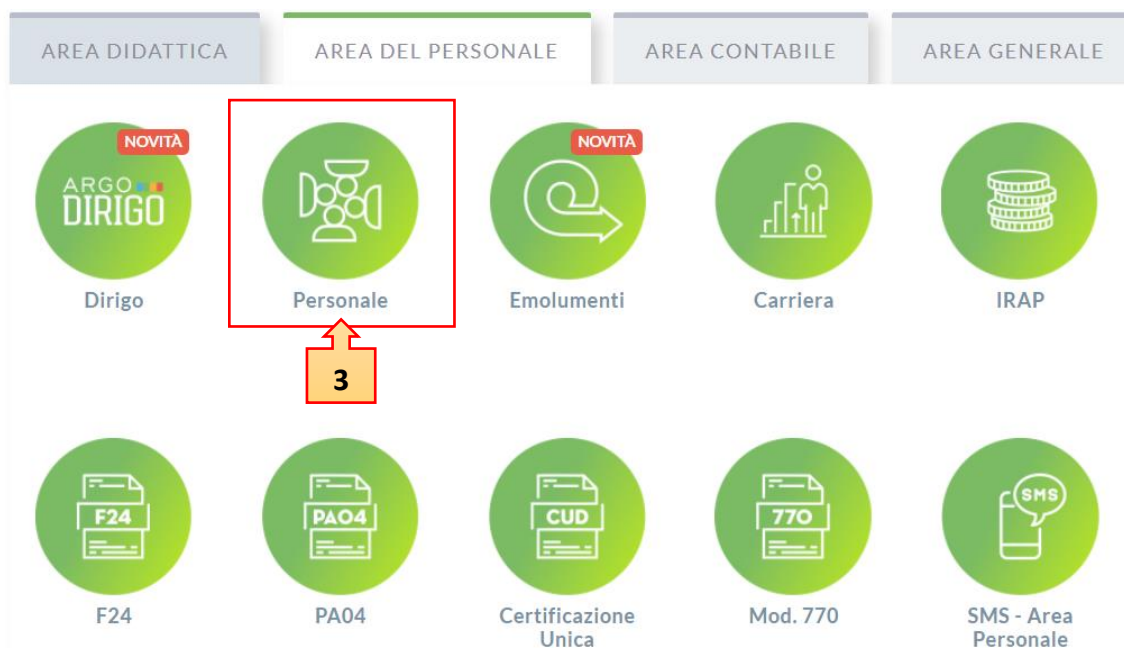 AREA DIDATTICA
AREA DEL PERSONALE
AREA CONTABILE
AREA GENERALE
NOVITÀ
ARGO
DIRIGO
Dirigo
Personale
NOVITÀ
Emolumenti
Carriera
IRAP
3
F24
F24
PA04
PA04
CUD
Certificazione
Unica
770
Mod. 770
SMS
SMS - Area
Personale